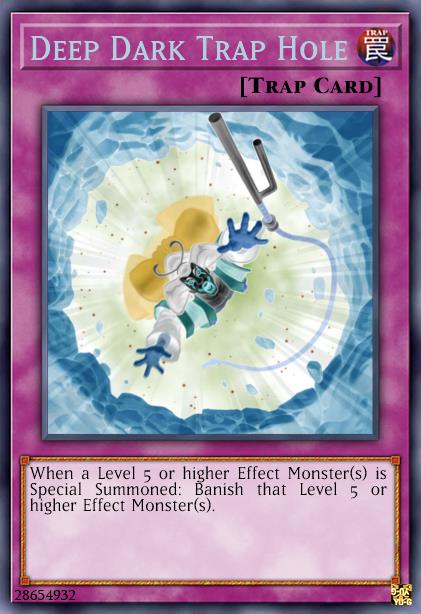 Deep Dark Trap Hole
TRAP
罠
[Trap Card]
When a Level 5 or higher Effect Monster(s) is
Special Summoned: Banish that Level 5 or
higher Effect Monster(s).
28654932